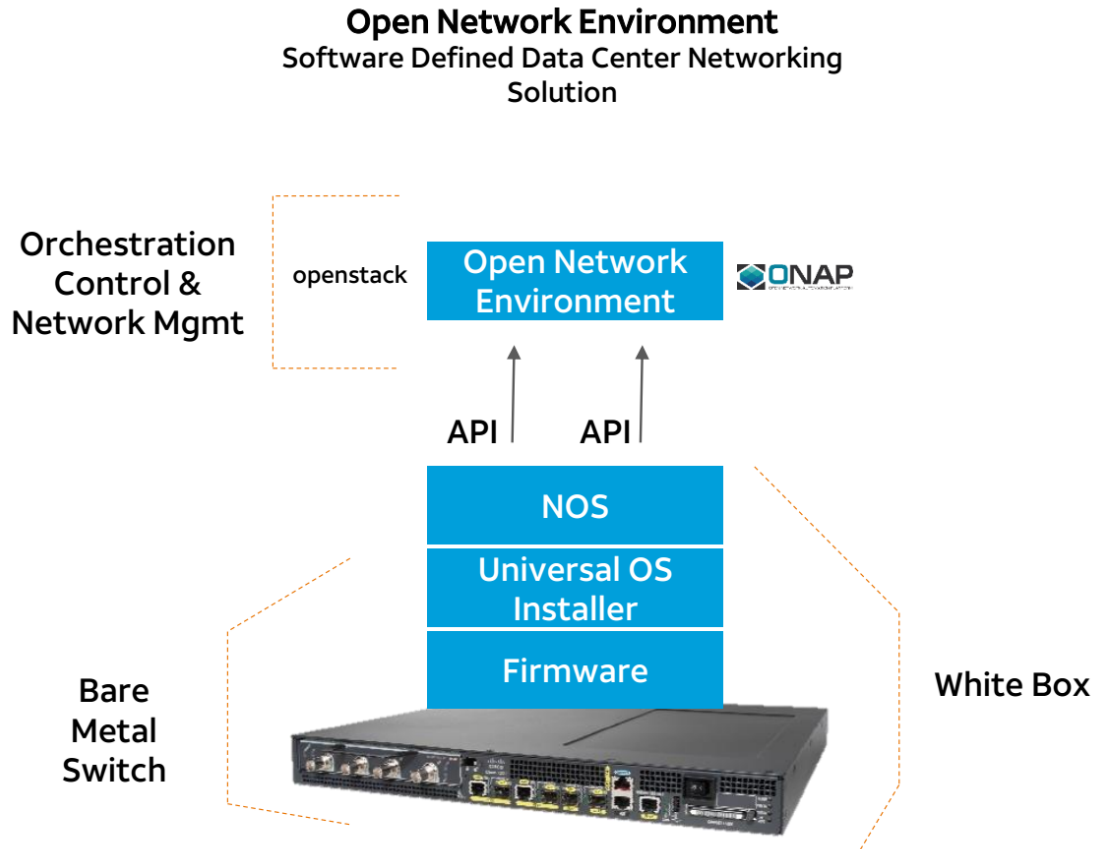 Open Network Environment
Software Defined Data Center Networking
Solution
Orchestration
Control &
Network Mgmt
openstack
Open Network
Environment
ONAP
API
API
NOS
Universal OS
Installer
Firmware
Bare
Metal
Switch
White Box